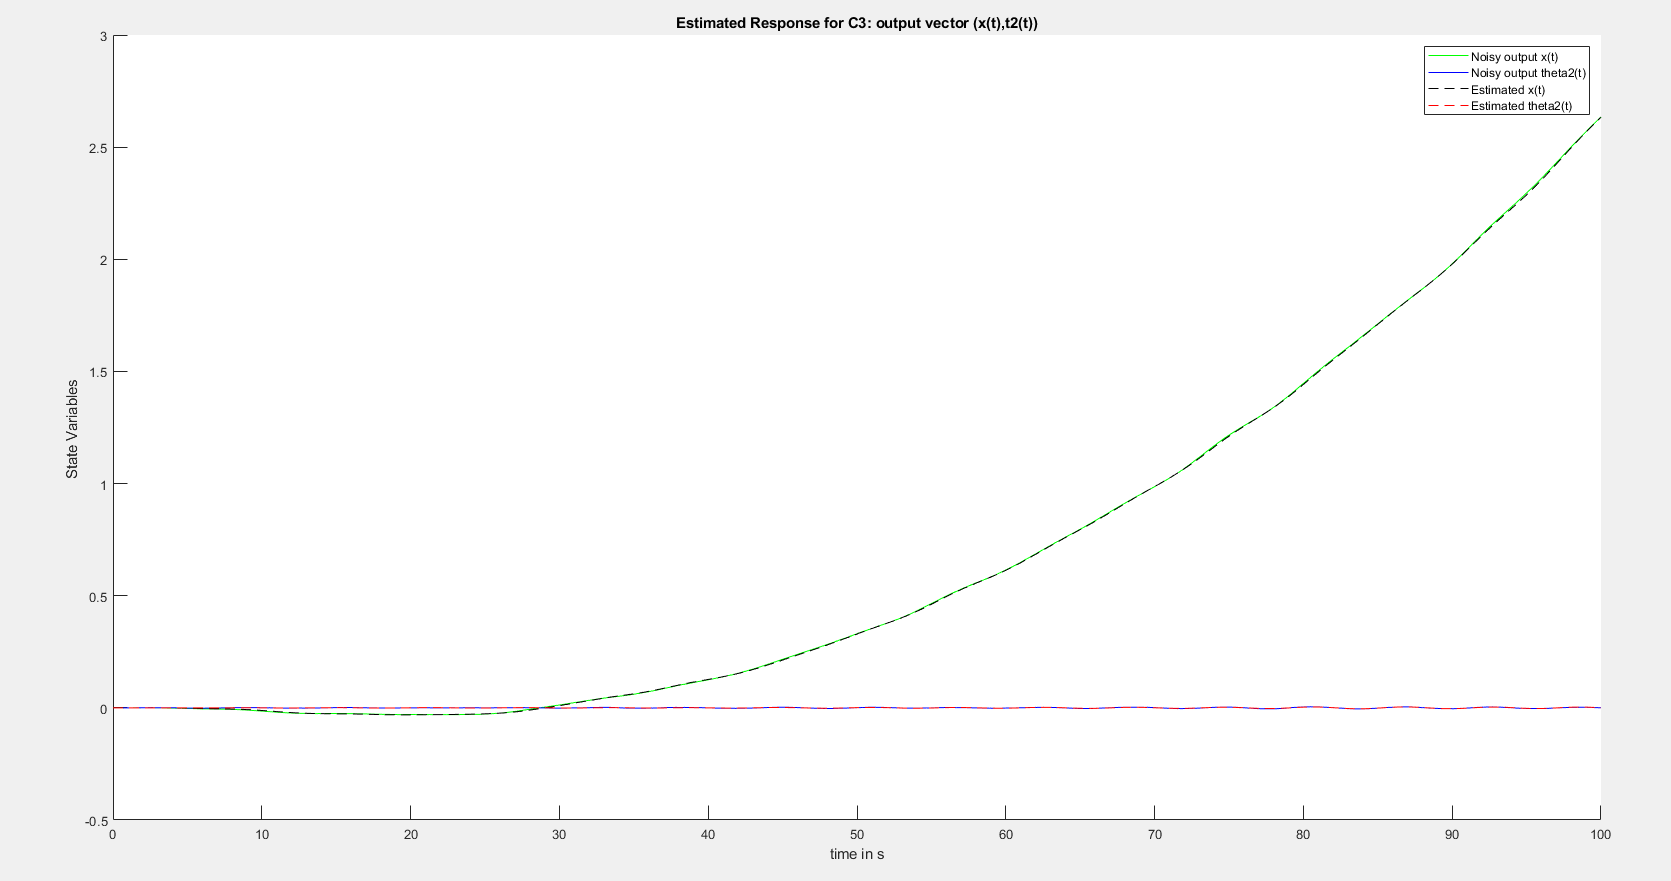 Estimated Response for C3: output vector (x(t),t2(t))
3
2.5
2
1.5
1
0.5
0
-0.5
State Variables
Noisy output x(t)
Noisy output theta2(t)
Estimated x(t)
Estimated theta2(t)
0 10 20 30 40 50 60 70 80 90 100
time in s